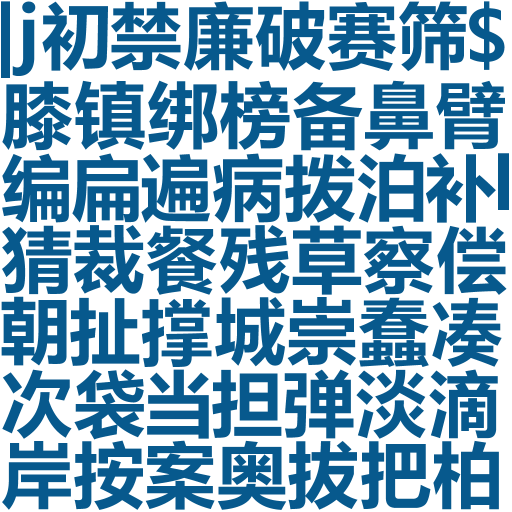 lj初禁廉破赛筛$
膝镇绑榜备鼻臂
编扁遍病拨泊补l
猜裁餐残草察偿
朝扯撑城崇蠢凑
次袋当担弹淡滴
岸按案奥拔把柏